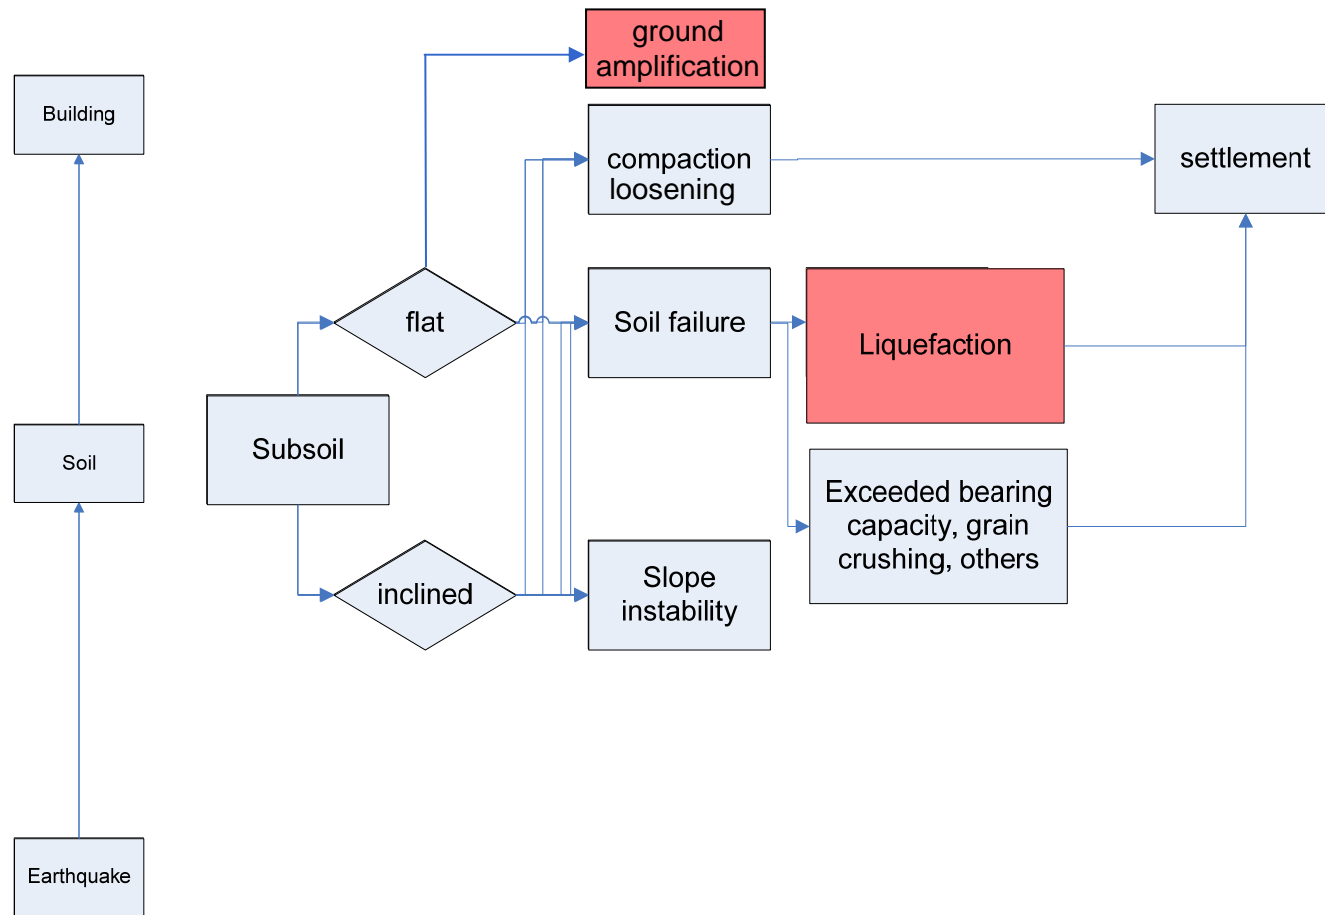 ground
amplification
Building
compaction
loosening
settlement
flat
Soil failure
Liquefaction
Subsoil
Soil
Exceeded bearing
capacity, grain
crushing, others
inclined
Slope
instability
Earthquake